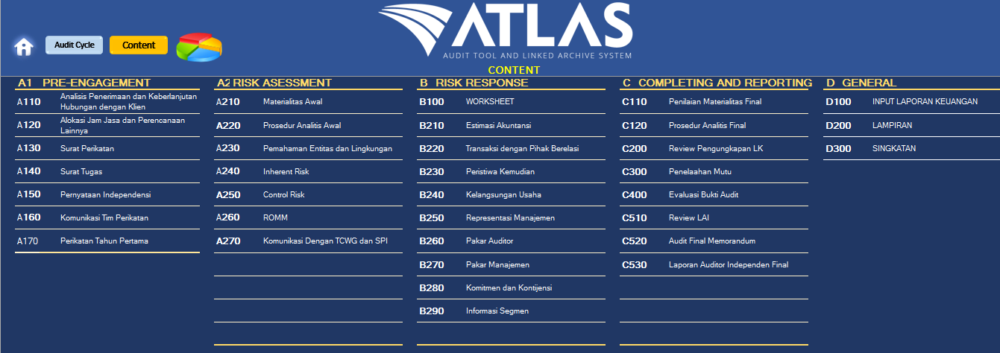 ATLAS
AUDIT TOOL AND LINKED ARCHIVE SYSTEM
Audit Cycle
Content
CONTENT
A1 PRE-ENGAGEMENT
A110 Analisis Penerimaan dan Keberlanjutan
Hubungan dengan Klien
A120 Alokasi Jam Jasa dan Perencanaan
Lainnya
A130 Surat Perikatan
A140 Surat Tugas
A150 Pernyataan Independensi
A160 Komunikasi Tim Perikatan
A170 Perikatan Tahun Pertama
A2 RISK ASESSMENT
A210 Materialitas Awal
A220 Prosedur Analitis Awal
A230 Pemahaman Entitas dan Lingkungan
A240 Inherent Risk
A250 Control Risk
A260 ROMM
A270 Komunikasi Dengan TCWG dan SPI
B RISK RESPONSE
B100 WORKSHEET
B210 Estimasi Akuntansi
B220 Transaksi dengan Pihak Berelasi
B230 Peristiwa Kemudian
B240 Kelangsungan Usaha
B250 Representasi Manajemen
B260 Pakar Auditor
B270 Pakar Manajemen
B280 Komitmen dan Kontijensi
B290 Informasi Segmen
C COMPLETING AND REPORTING
C110 Penilaian Materialitas Final
C120 Prosedur Analitis Final
C200 Review Pengungkapan LK
C300 Penelaahan Mutu
C400 Evaluasi Bukti Audit
C510 Review LAI
C520 Audit Final Memorandum
C530 Laporan Auditor Independen Final
D GENERAL
D100 INPUT LAPORAN KEUANGAN
D200 LAMPIRAN
D300 SINGKATAN